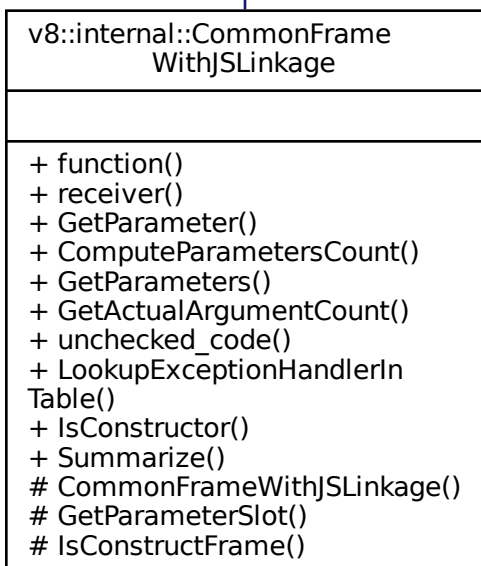 v8::internal::CommonFrame
WithJSLinkage
+ function()
+ receiver()
+ GetParameter()
+ ComputeParametersCount()
+ GetParameters()
+ GetActualArgumentCount()
+ unchecked_code()
+ LookupExceptionHandlerIn
Table()
+ IsConstructor()
+ Summarize()
# CommonFrameWithJSLinkage()
# GetParameterSlot()
# IsConstructFrame()